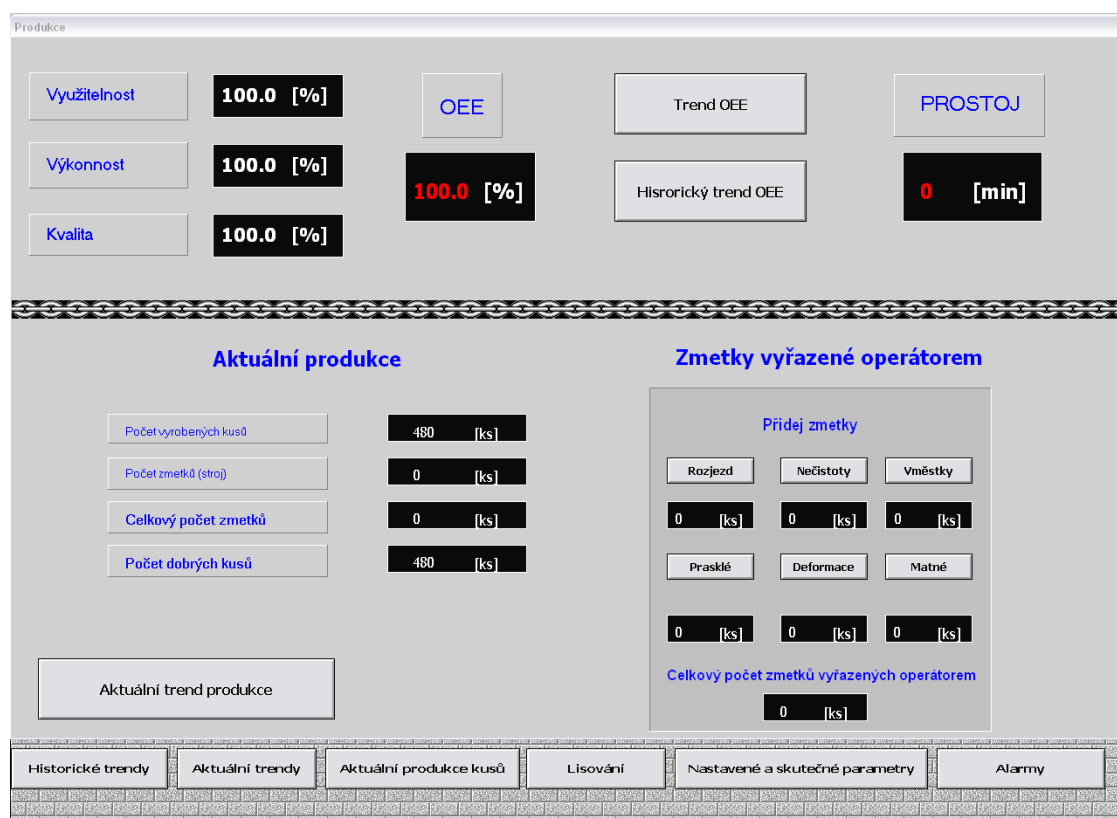 Produkce
Využitelnost 100.0 [%] OEE Trend OEE PROSTOJ
Výkonnost 100.0 [%] 100.0 [%] Hisrorický trend OEE 0 [min]
Kvalita 100.0 [%]
Aktuální produkce Zmetky vyřazené operátorem
Počet vyrobených kusů 480 [ks] Přidej zmetky
Počet zmetků (stroj) 0 [ks] Rozjezd Nečistoty Vměstky
Celkový počet zmetků 0 [ks] 0 [ks] 0 [ks] 0 [ks]
Počet dobrých kusů 480 [ks] Prasklé Deformace Matné
0 [ks] 0 [ks] 0 [ks]
Celkový počet zmetků vyřazených operátorem
Aktuální trend produkce 0 [ks]
Historické trendy Aktuální trendy Aktuální produkce kusů Lisování Nastavené a skutečné parametry Alarmy